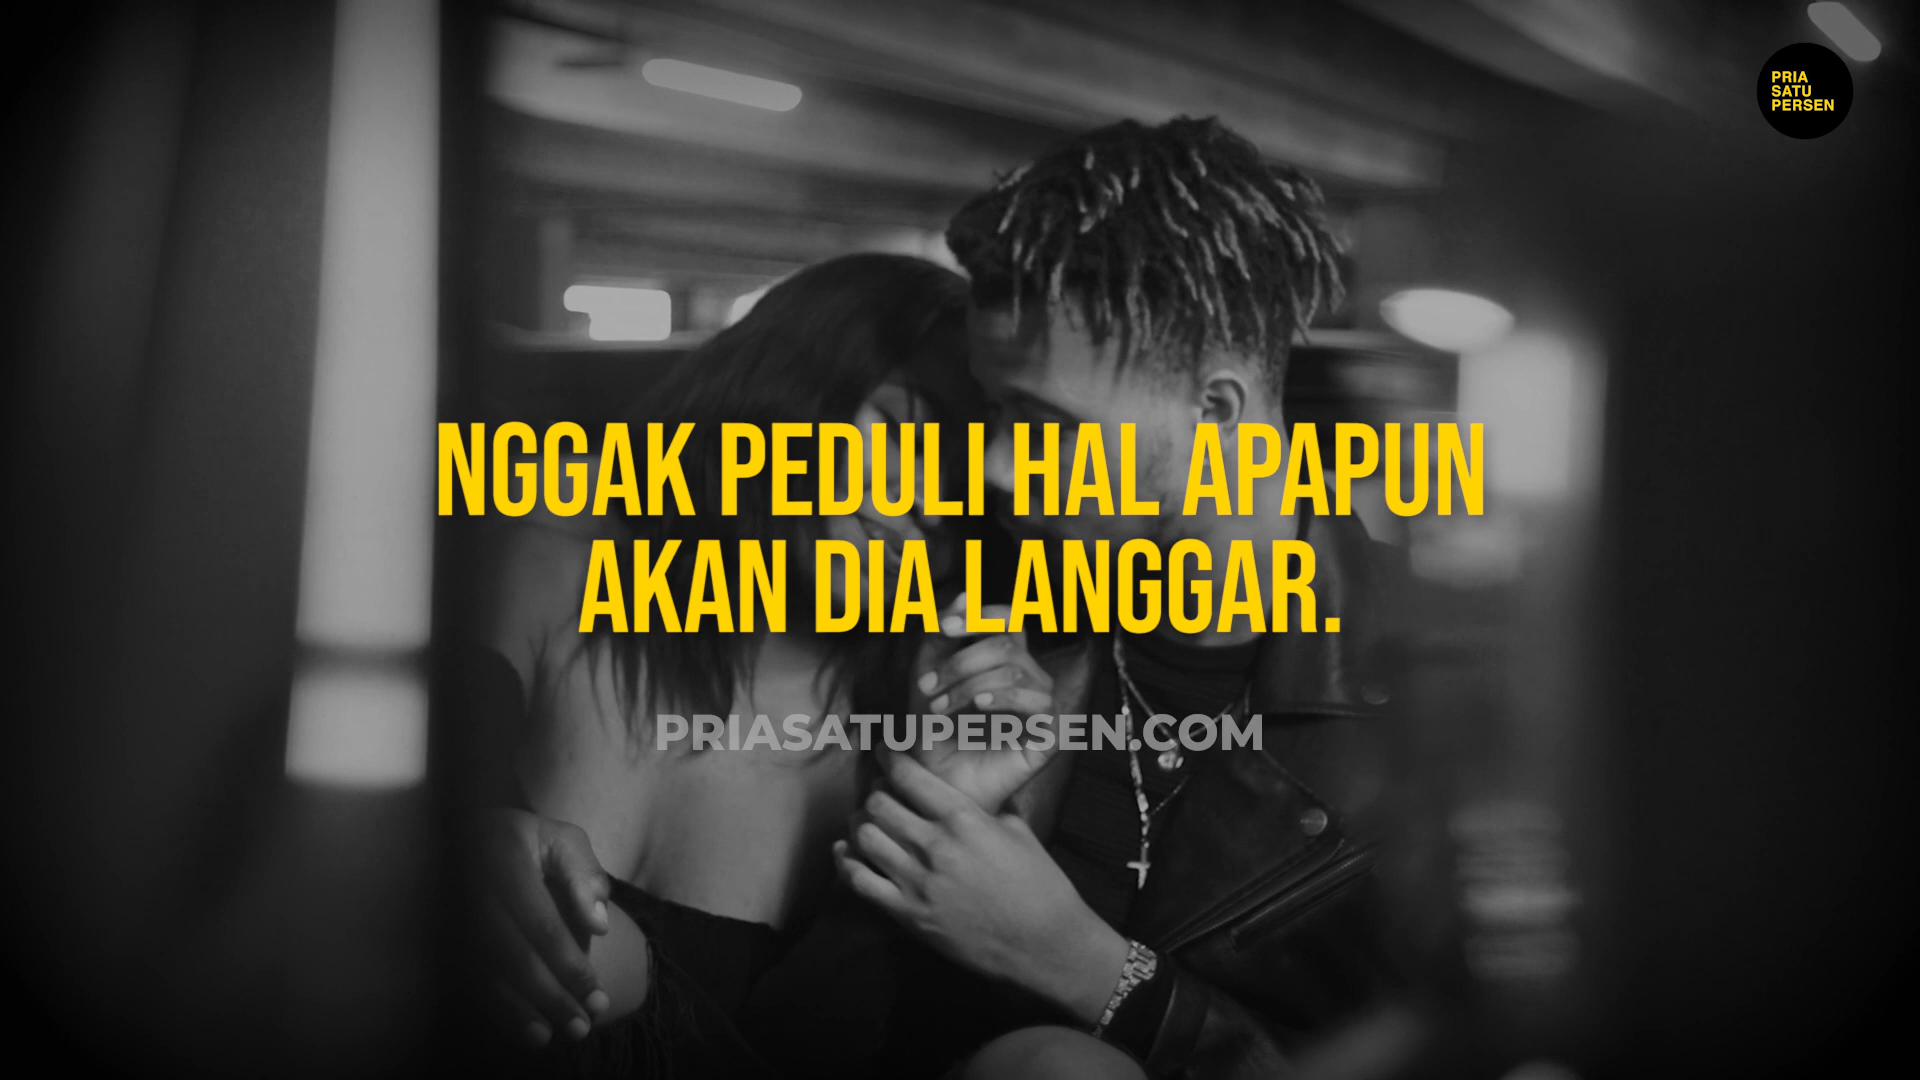 PRIA
SATU
PERSEN
NGGAK PEDULI HAL APAPUN
AKAN DIA LANGGAR.
PRIASATUPERSEN.COM